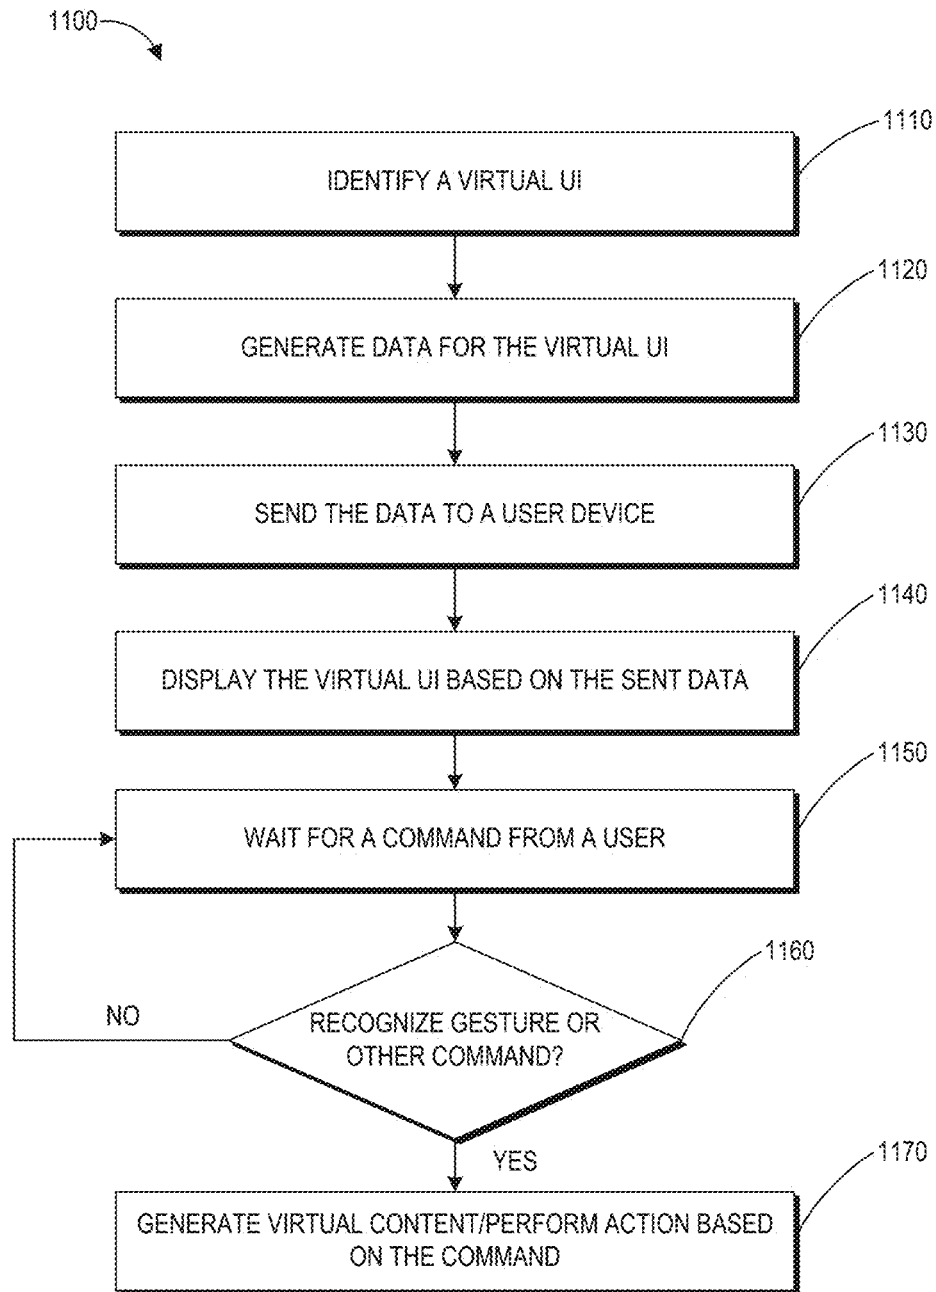 1100
1110
IDENTIFY A VIRTUAL UI
1120
GENERATE DATA FOR THE VIRTUAL UI
1130
SEND THE DATA TO A USER DEVICE
1140
DISPLAY THE VIRTUAL UI BASED ON THE SENT DATA
1150
WAIT FOR A COMMAND FROM A USER
1160
NO
RECOGNIZE GESTURE OR
OTHER COMMAND?
YES
1170
GENERATE VIRTUAL CONTENT/PERFORM ACTION BASED
ON THE COMMAND